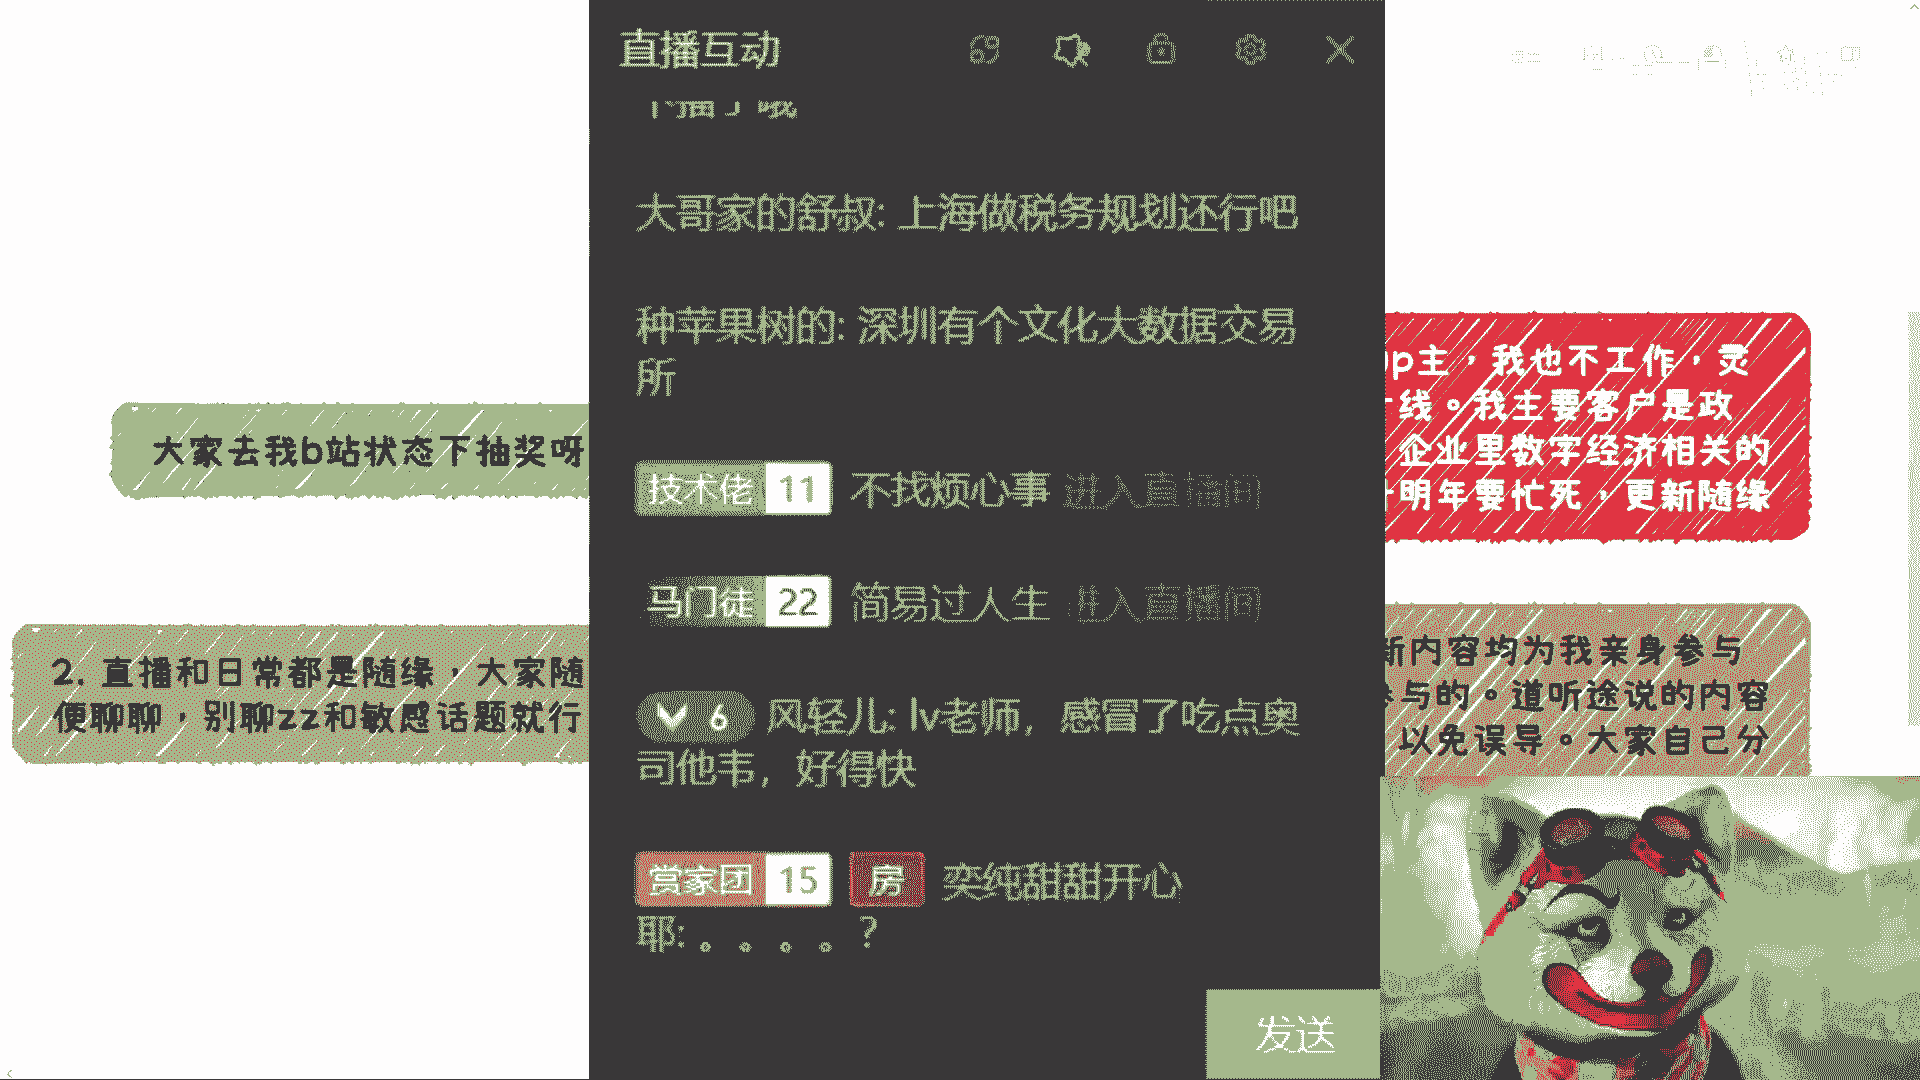 直播互动
大哥家的舒叔: 上海做税务规划还行吧
种苹果树的: 深圳有个文化大数据交易
所
技术佬 11 不找烦心事 进入直播间
马门徒 22 简易过人生 进入直播间
6 风轻儿: lv老师，感冒了吃点奥
司他韦，好得快
赏家团 15 房 奕纯甜甜开心
耶: 。。。。？
发送
大家去我b站状态下抽奖呀
2. 直播和日常都是随缘，大家随
便聊聊，别聊zz和敏感话题就行
p主，我也不工作，灵
线。我主要客户是政
企业里数字经济相关的
明年要忙死，更新随缘
内容均为我亲身参与
参与的。道听途说的内容
以免误导。大家自己分